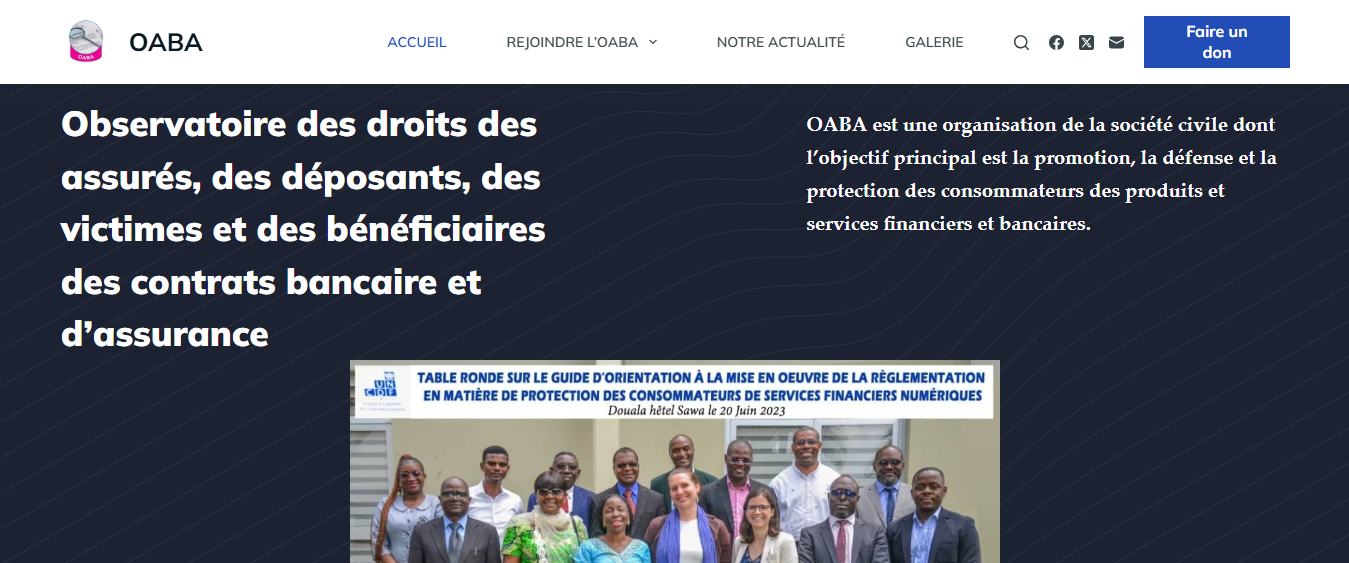 OABA
OABA
ACCUEIL
REJOINDRE L'OABA
NOTRE ACTUALITÉ
GALERIE
Faire un
don
Observatoire des droits des
assurés, des déposants, des
victimes et des bénéficiaires
des contrats bancaire et
d'assurance
OABA est une organisation de la société civile dont
l'objectif principal est la promotion, la défense et la
protection des consommateurs des produits et
services financiers et bancaires.
UN
CDF
TABLE RONDE SUR LE GUIDE D'ORIENTATION À LA MISE EN OEUVRE DE LA RÈGLEMENTATION
EN MATIÈRE DE PROTECTION DES CONSOMMATEURS DE SERVICES FINANCIERS NUMÉRIQUES
Douala hêtel Sawa le 20 Juin 2023